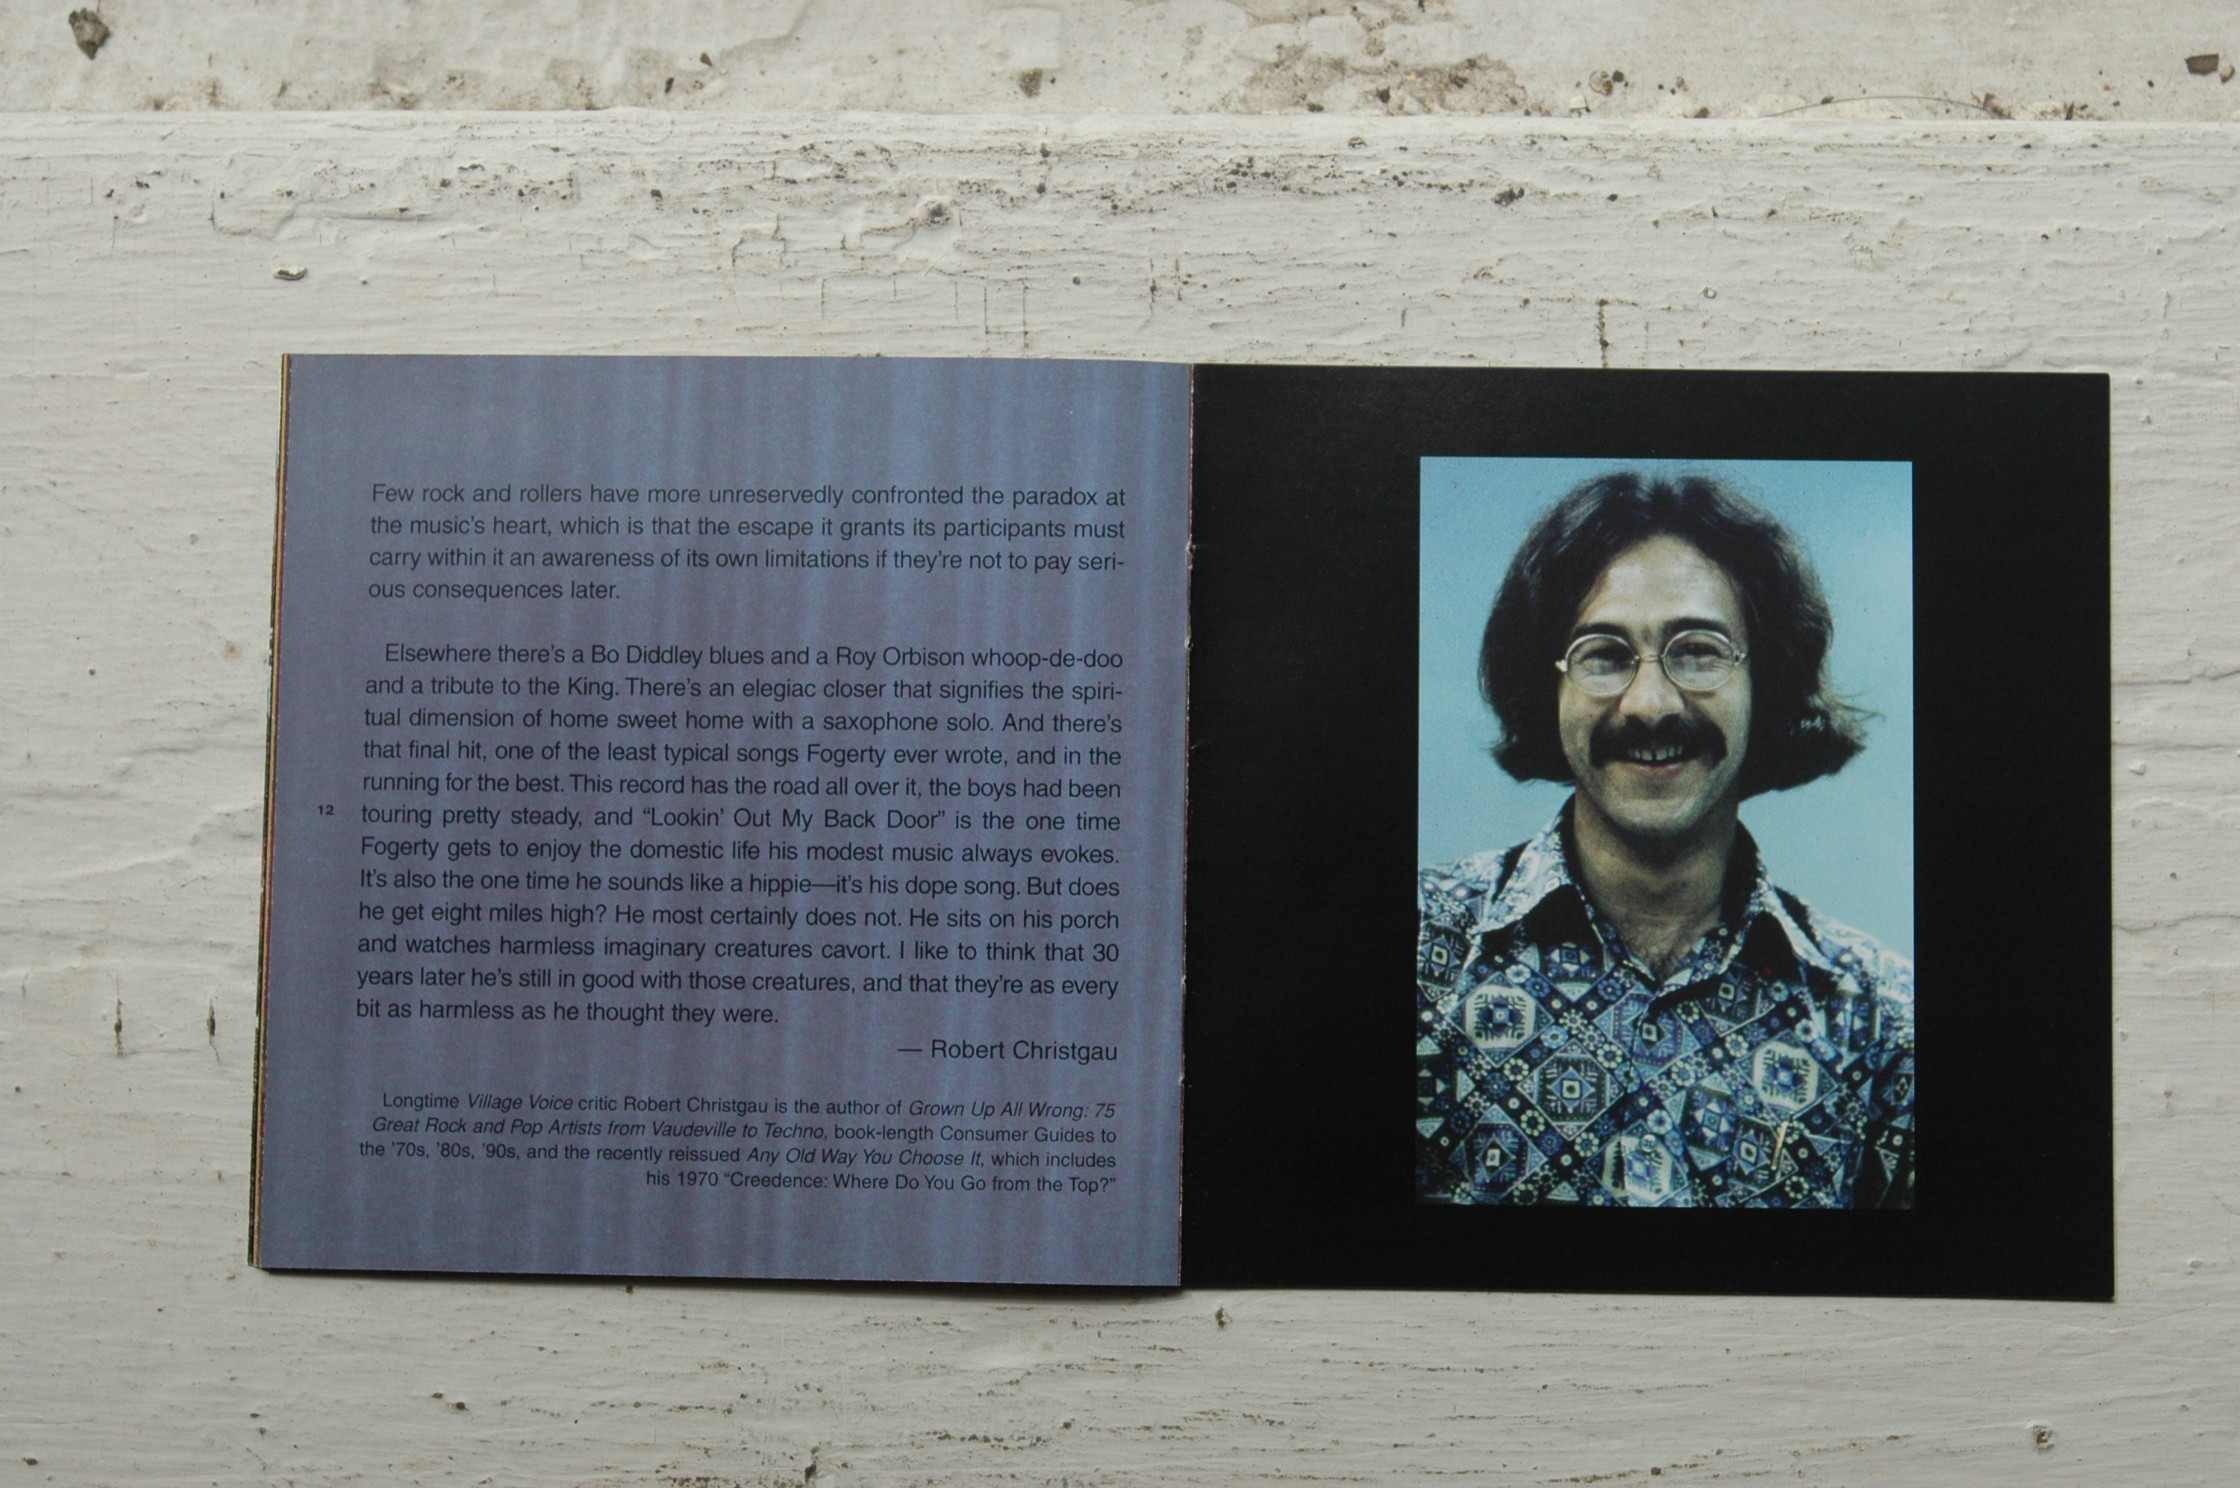 Few rock and rollers have more unreservedly confronted the paradox at
the music's heart, which is that the escape it grants its participants must
carry within it an awareness of its own limitations if they're not to pay seri-
ous consequences later.
Elsewhere there's a Bo Diddley blues and a Roy Orbison whoop-de-doo
and a tribute to the King. There's an elegiac closer that signifies the spiri-
tual dimension of home sweet home with a saxophone solo. And there's
that final hit, one of the least typical songs Fogerty ever wrote, and in the
running for the best. This record has the road all over it, the boys had been
12 touring pretty steady, and “Lookin' Out My Back Door” is the one time
Fogerty gets to enjoy the domestic life his modest music always evokes.
It's also the one time he sounds like a hippie—it's his dope song. But does
he get eight miles high? He most certainly does not. He sits on his porch
and watches harmless imaginary creatures cavort. I like to think that 30
years later he's still in good with those creatures, and that they're as every
bit as harmless as he thought they were.
— Robert Christgau
Longtime Village Voice critic Robert Christgau is the author of Grown Up All Wrong: 75
Great Rock and Pop Artists from Vaudeville to Techno, book-length Consumer Guides to
the '70s, '80s, '90s, and the recently reissued Any Old Way You Choose It, which includes
his 1970 “Creedence: Where Do You Go from the Top?”